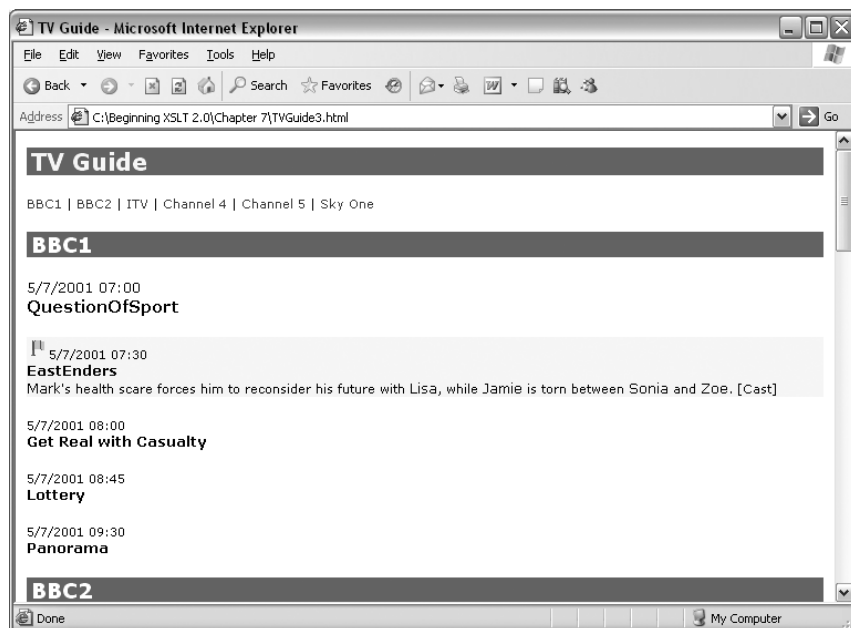 TV Guide - Microsoft Internet Explorer
File Edit View Favorites Tools Help
Back Search Favorites
Address C:\Beginning XSLT 2.0\Chapter 7\TVGuide3.html Go
TV Guide
BBC1 | BBC2 | ITV | Channel 4 | Channel 5 | Sky One
BBC1
5/7/2001 07:00
QuestionOfSport
5/7/2001 07:30
EastEnders
Mark's health scare forces him to reconsider his future with Lisa, while Jamie is torn between Sonia and Zoe. [Cast]
5/7/2001 08:00
Get Real with Casualty
5/7/2001 08:45
Lottery
5/7/2001 09:30
Panorama
BBC2
Done My Computer